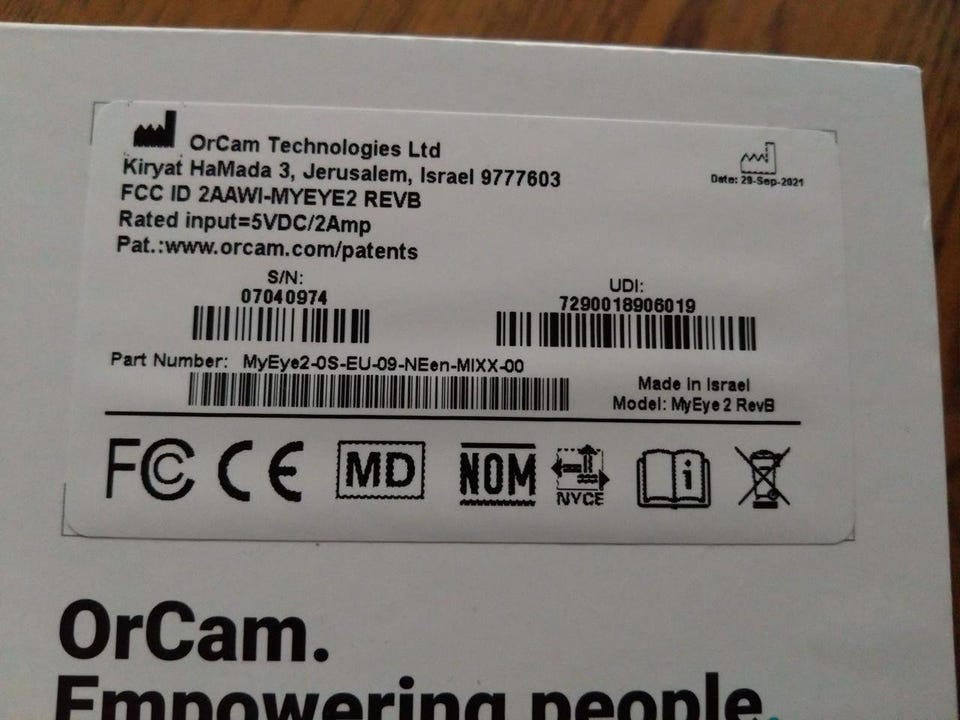 OrCam Technologies Ltd
Kiryat HaMada 3, Jerusalem, Israel 9777603
FCC ID 2AAWI-MYEYE2 REVB
Rated input=5VDC/2Amp
Pat.:www.orcam.com/patents
Date: 29-Sep-2021
S/N:
07040974
UDI:
7290018906019
Part Number: MyEye2-0S-EU-09-NEen-MIXX-00
Made in Israel
Model: MyEye 2 RevB
FC CE MD NOM NYCE i
OrCam.
Empowering people.